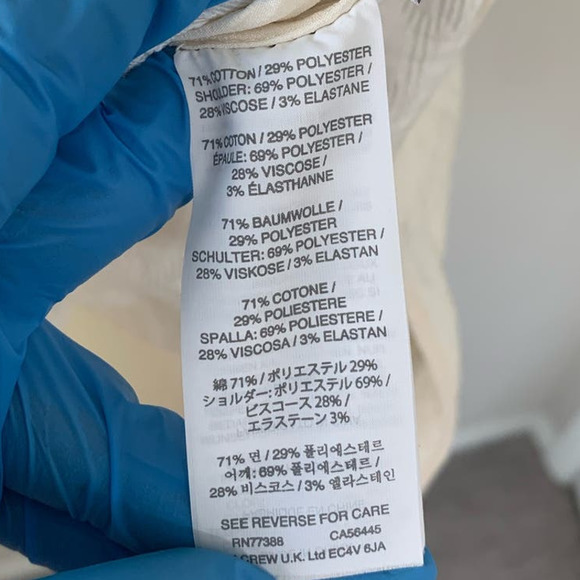 71% COTTON / 29% POLYESTER
SHOULDER: 69% POLYESTER /
28% VISCOSE / 3% ELASTANE
71% COTON / 29% POLYESTER
ÉPAULE: 69% POLYESTER /
28% VISCOSE /
3% ÉLASTHANNE
71% BAUMWOLLE /
29% POLYESTER
SCHULTER: 69% POLYESTER /
28% VISKOSE / 3% ELASTAN
71% COTONE /
29% POLIESTERE
SPALLA: 69% POLIESTERE /
28% VISCOSA / 3% ELASTAN
綿 71% / ポリエステル 29%
ショルダー: ポリエステル 69% /
ビスコース 28% /
エラステーン 3%
71% 면 / 29% 폴리에스테르
어깨: 69% 폴리에스테르 /
28% 비스코스 / 3% 엘라스테인
SEE REVERSE FOR CARE
RN77388 CA56445
CREW U.K. Ltd EC4V 6JA